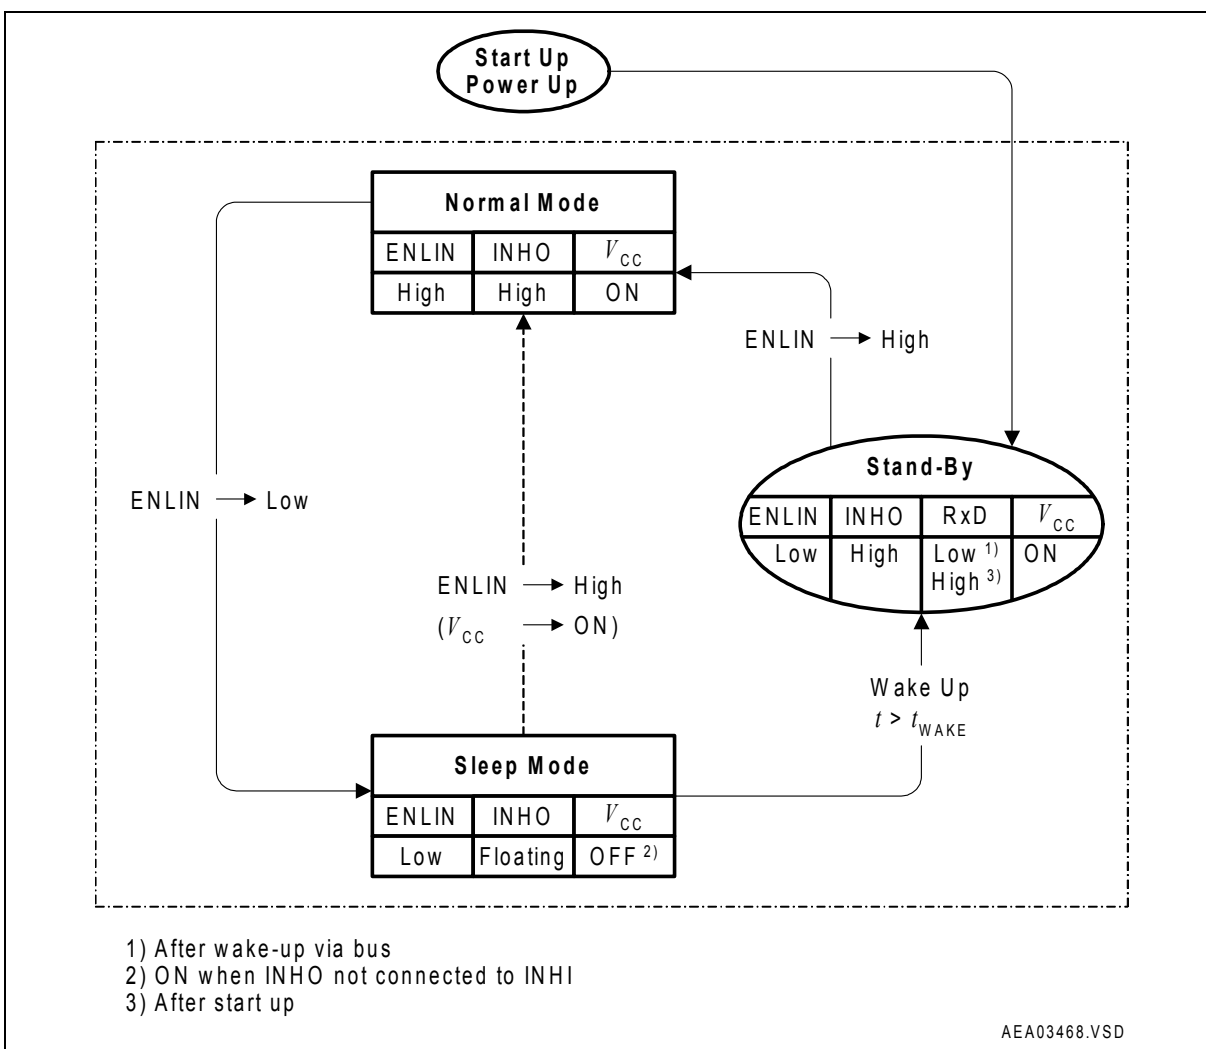 Start Up
Power Up
Normal Mode
ENLIN INHO VCC
High High ON
ENLIN → High
Stand-By
ENLIN INHO RxD VCC
Low High Low 1) ON
High 3)
ENLIN → Low
ENLIN → High
(VCC → ON)
Wake Up
t > tWAKE
Sleep Mode
ENLIN INHO VCC
Low Floating OFF 2)
1) After wake-up via bus
2) ON when INHO not connected to INHI
3) After start up
AEA03468.VSD